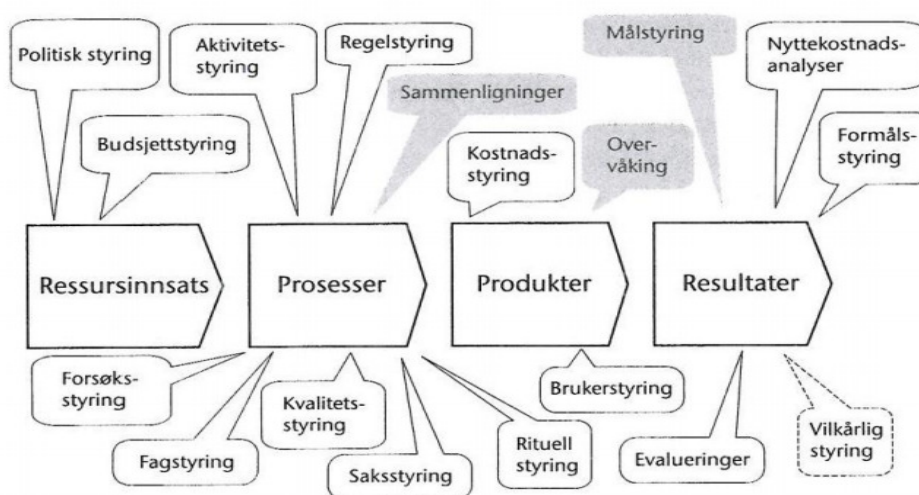 Politisk styring
Aktivitets-
styring
Regelstyring
Målstyring
Nyttekostnads-
analyser
Sammenligninger
Budsjettstyring
Kostnads-
styring
Over-
våking
Formåls-
styring
Ressursinnsats
Prosesser
Produkter
Resultater
Forsøks-
styring
Kvalitets-
styring
Brukerstyring
Fagstyring
Saksstyring
Rituell
styring
Evalueringer
Vilkårlig
styring